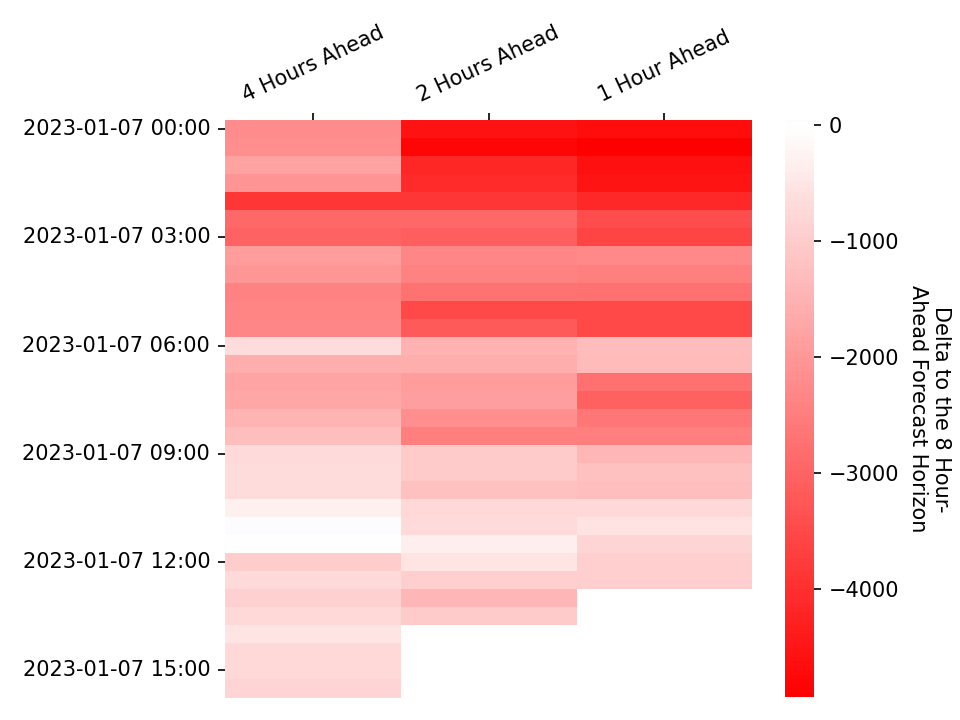 4 Hours Ahead
2 Hours Ahead
1 Hour Ahead
2023-01-07 00:00
2023-01-07 03:00
2023-01-07 06:00
2023-01-07 09:00
2023-01-07 12:00
2023-01-07 15:00
0
−1000
−2000
−3000
−4000
Delta to the 8 Hour-
Ahead Forecast Horizon